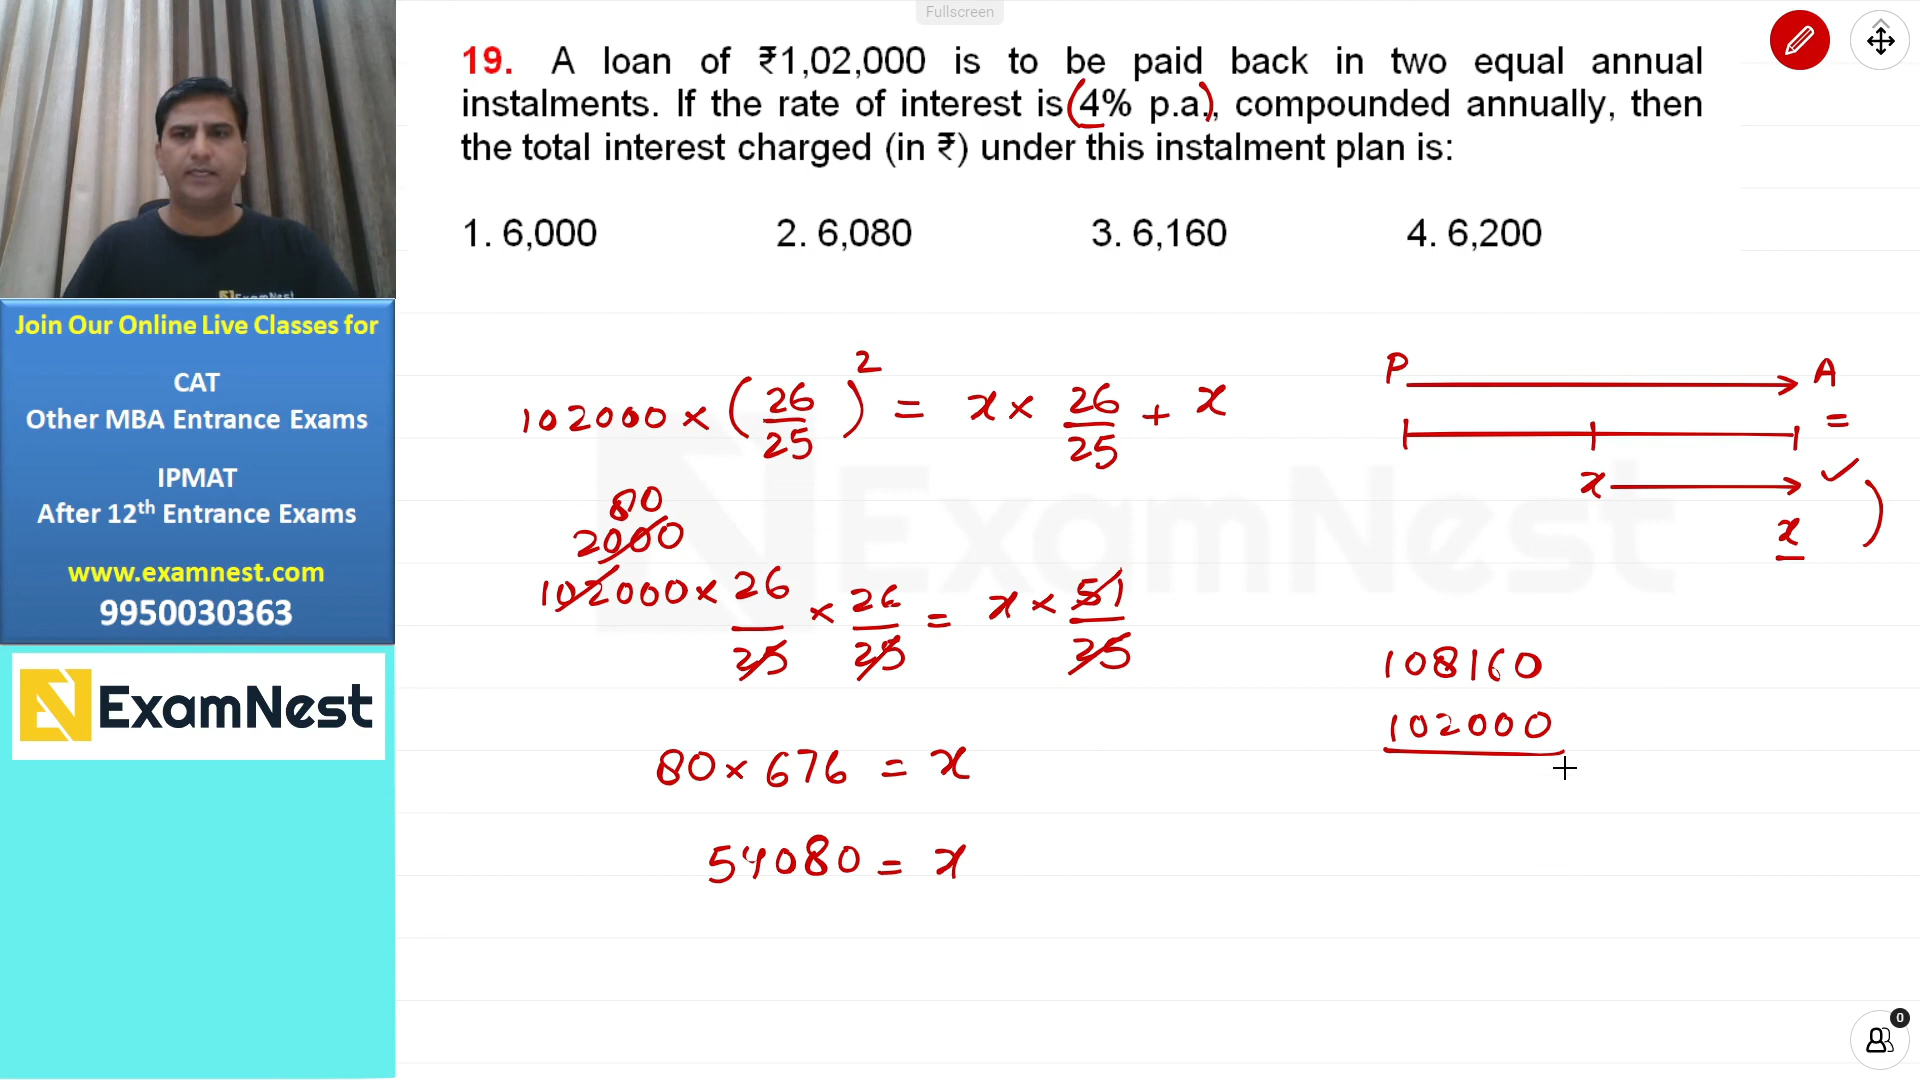 Fullscreen
19. A loan of ₹1,02,000 is to be paid back in two equal annual
instalments. If the rate of interest is (4% p.a.), compounded annually, then
the total interest charged (in ₹) under this instalment plan is:
1. 6,000 2. 6,080 3. 6,160 4. 6,200
Join Our Online Live Classes for
CAT
Other MBA Entrance Exams
IPMAT
After 12th Entrance Exams
www.examnest.com
9950030363
ExamNest
ExamNest
ExamNest
102000 × (26/25)² = x × 26/25 + x
80
2000
102000 × 26/25 × 26/25 = x × 51/25
80 × 676 = x
54080 = x
P A
=
x ✓
x )
108160
102000
0